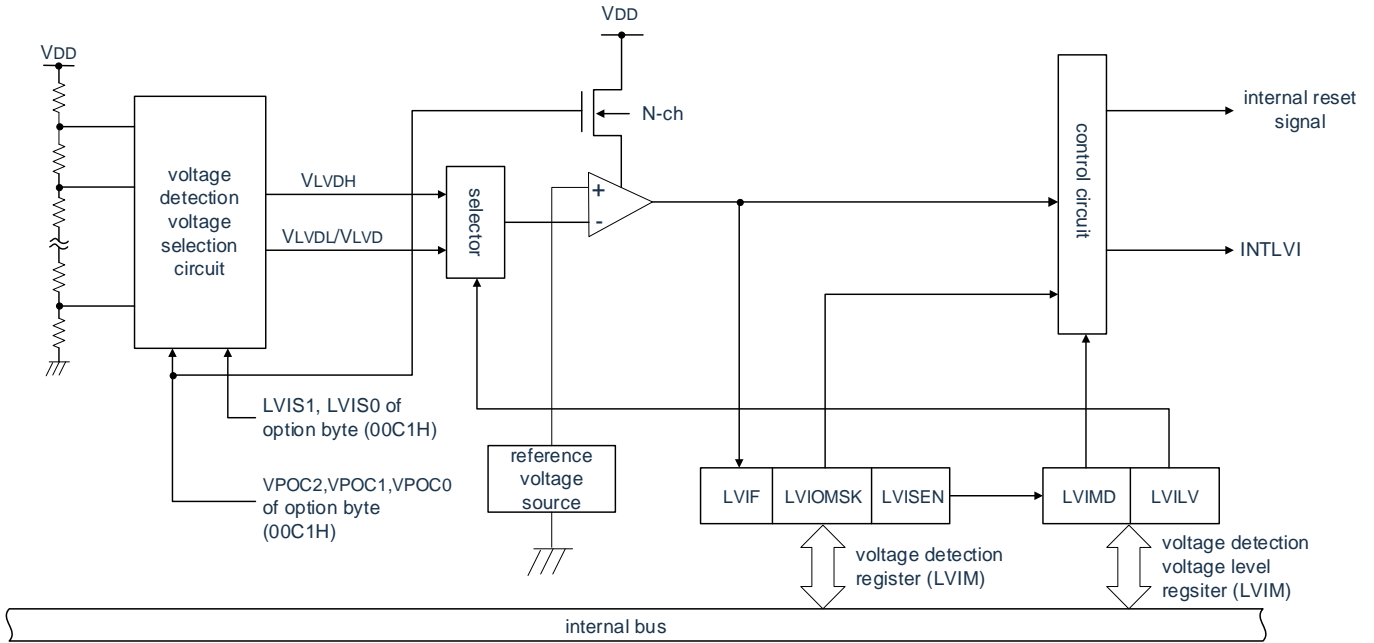 VDD
VDD
N-ch
internal reset
signal
control circuit
voltage
detection
voltage
selection
circuit
VLVDH
VLVDL/VLVD
selector
+
-
INTLVI
LVIS1, LVIS0 of
option byte (00C1H)
VPOC2,VPOC1,VPOC0
of option byte
(00C1H)
reference
voltage
source
LVIF
LVIOMSK
LVISEN
LVIMD
LVILV
voltage detection
register (LVIM)
voltage detection
voltage level
regsiter (LVIM)
internal bus